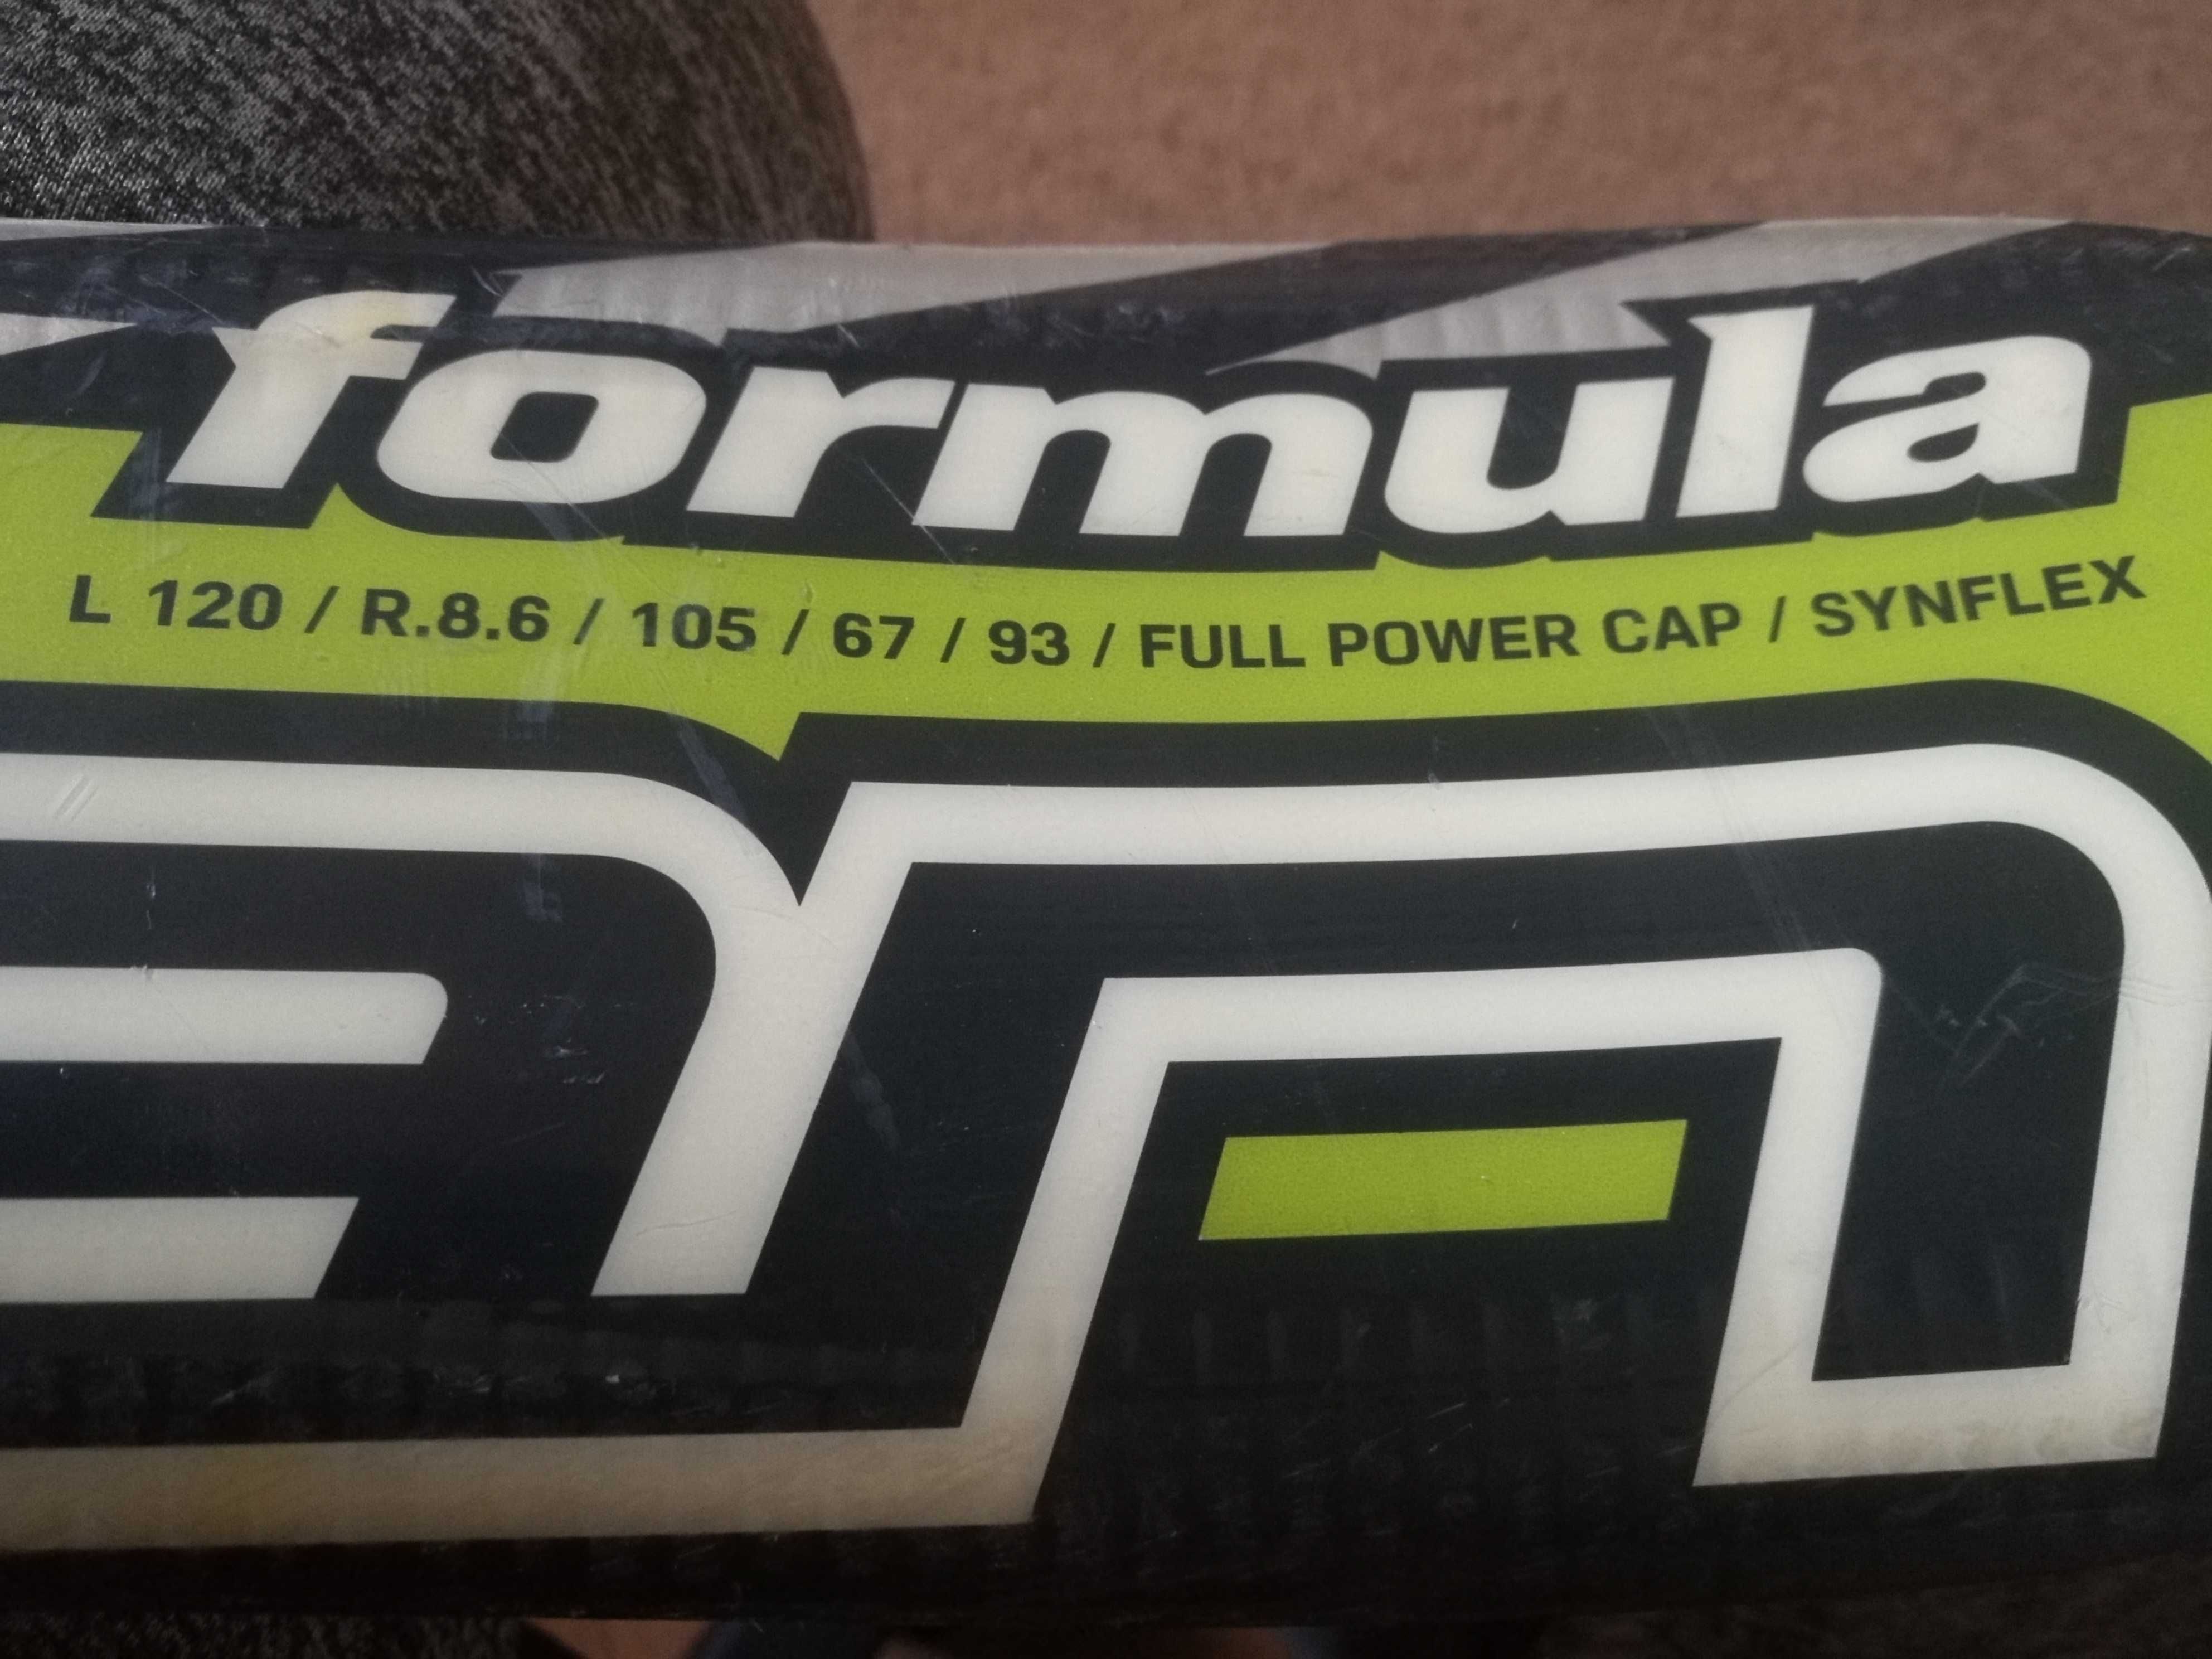 formula
L 120 / R.8.6 / 105 / 67 / 93 / FULL POWER CAP / SYNFLEX